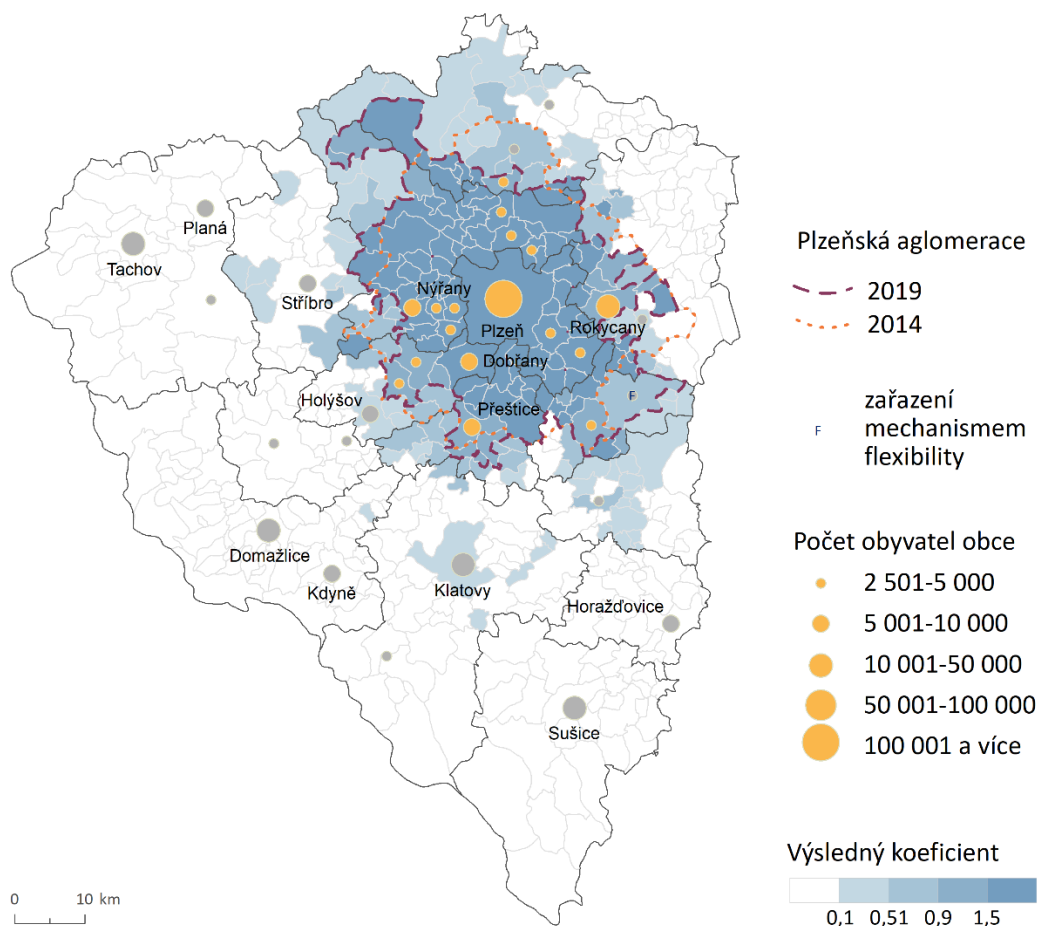 Planá
Tachov
Stříbro
Nýřany
Plzeň
Rokycany
Dobřany
Holýšov
Přeštice
F
Domažlice
Kdyně
Klatovy
Horažďovice
Sušice
0 10 km
Plzeňská aglomerace
2019
2014
F
zařazení
mechanismem
flexibility
Počet obyvatel obce
2 501-5 000
5 001-10 000
10 001-50 000
50 001-100 000
100 001 a více
Výsledný koeficient
0,1 0,51 0,9 1,5